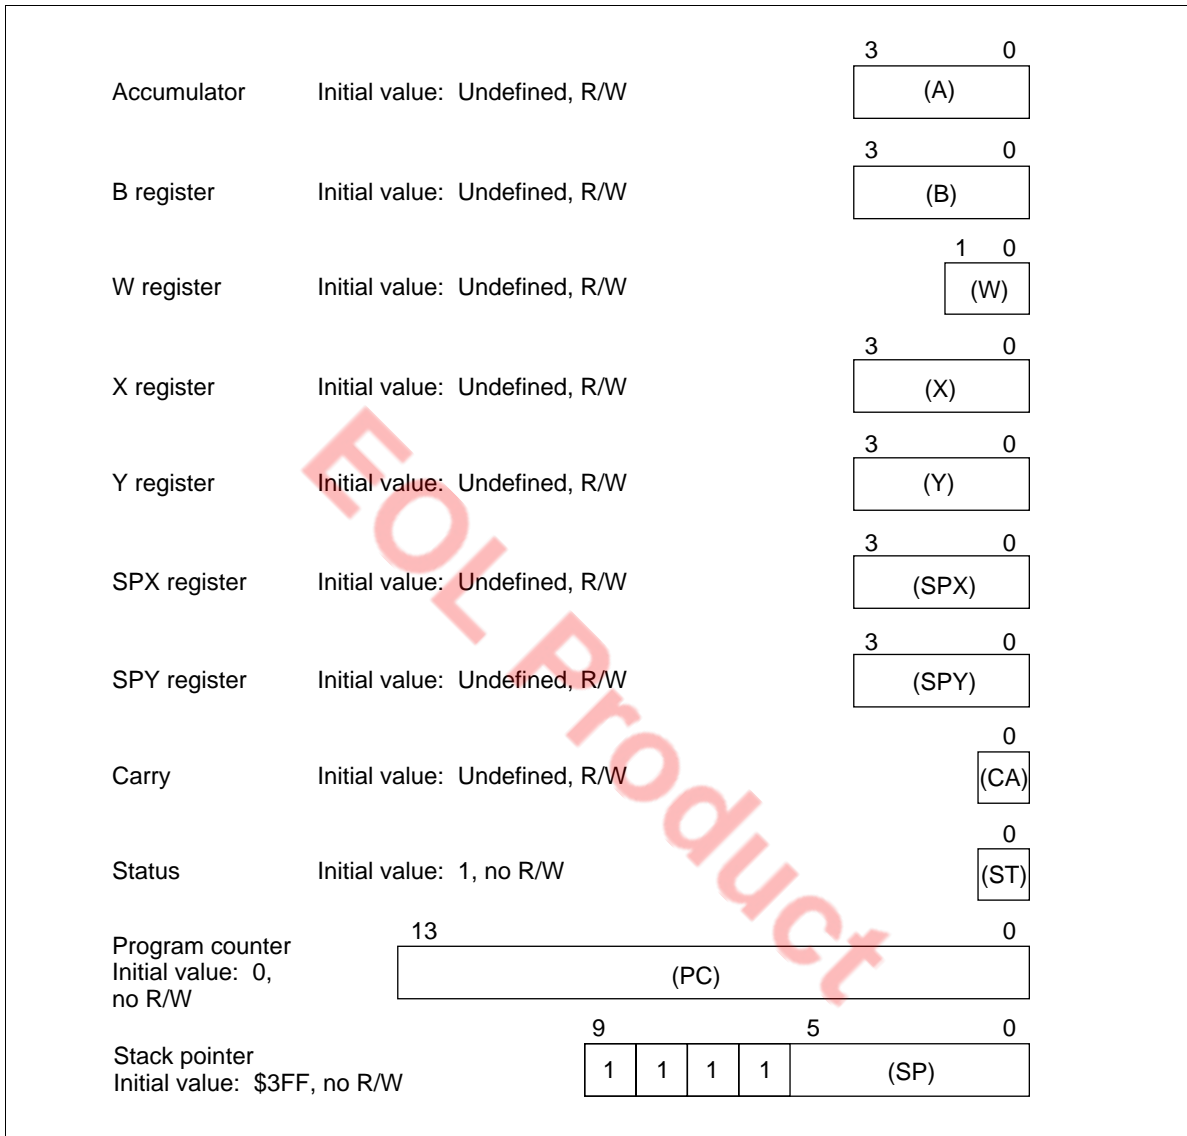 3 0
Accumulator Initial value: Undefined, R/W (A)
3 0
B register Initial value: Undefined, R/W (B)
1 0
W register Initial value: Undefined, R/W (W)
3 0
X register Initial value: Undefined, R/W (X)
3 0
Y register Initial value: Undefined, R/W (Y)
3 0
SPX register Initial value: Undefined, R/W (SPX)
3 0
SPY register Initial value: Undefined, R/W (SPY)
0
Carry Initial value: Undefined, R/W (CA)
0
Status Initial value: 1, no R/W (ST)
13 0
Program counter
Initial value: 0,
no R/W
(PC)
9 5 0
Stack pointer
Initial value: $3FF, no R/W
1 1 1 1 (SP)
EOL Product